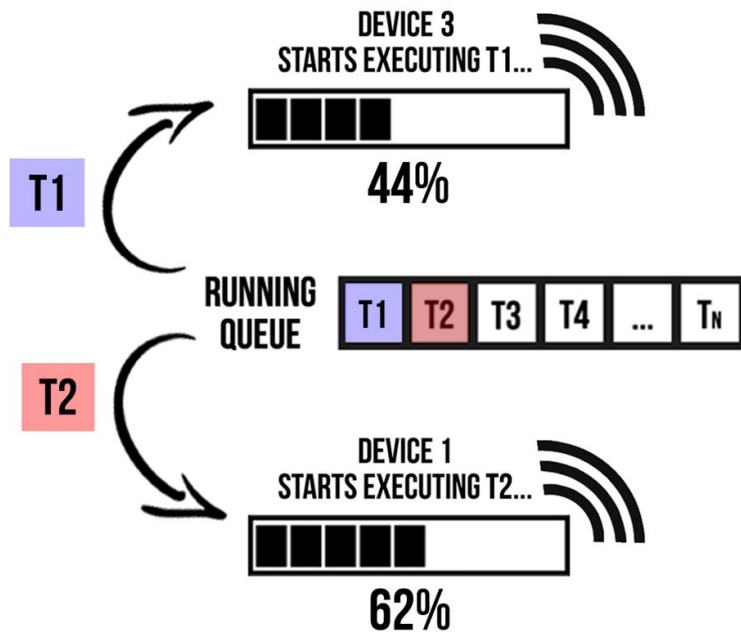 DEVICE 3
STARTS EXECUTING T1...
44%
T1
RUNNING
QUEUE
T1 T2 T3 T4 ... TN
T2
DEVICE 1
STARTS EXECUTING T2...
62%